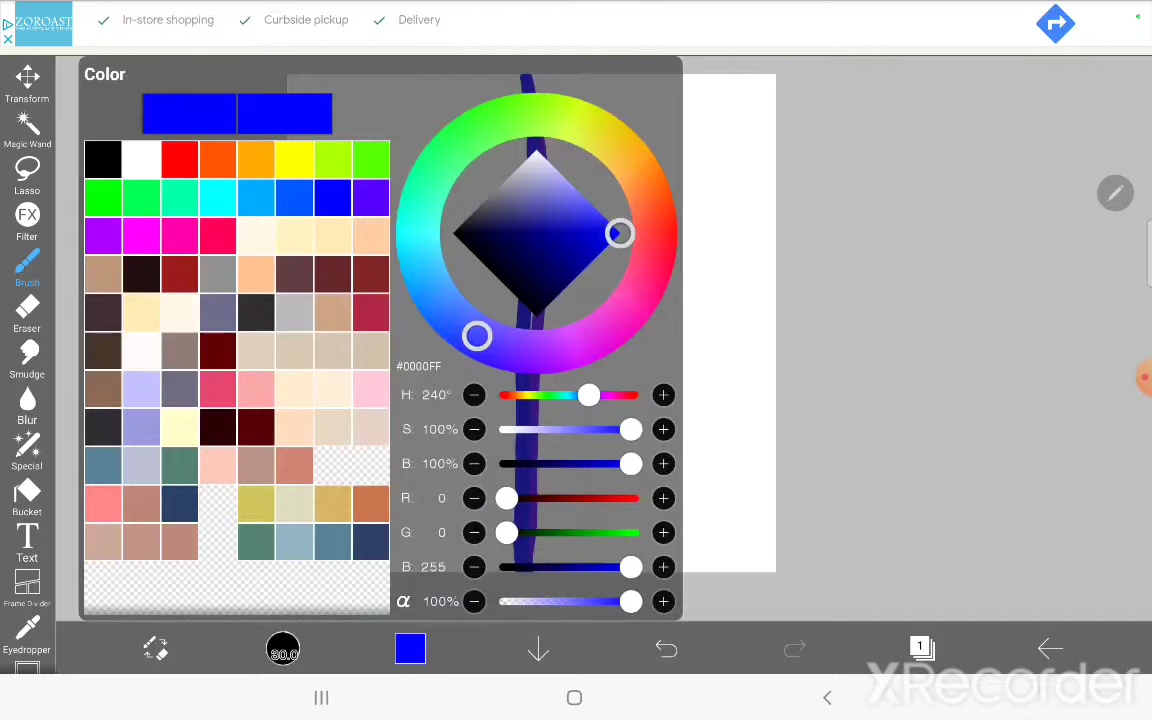 ZOROAST
In-store shopping
Curbside pickup
Delivery
Color
Transform
Magic Wand
Lasso
FX
Filter
Brush
Eraser
Smudge
Blur
Special
Bucket
T
Text
Frame Divider
Eyedropper
#0000FF
H: 240°
S: 100%
B: 100%
R: 0
G: 0
B: 255
α 100%
30.0
1
XRecorder